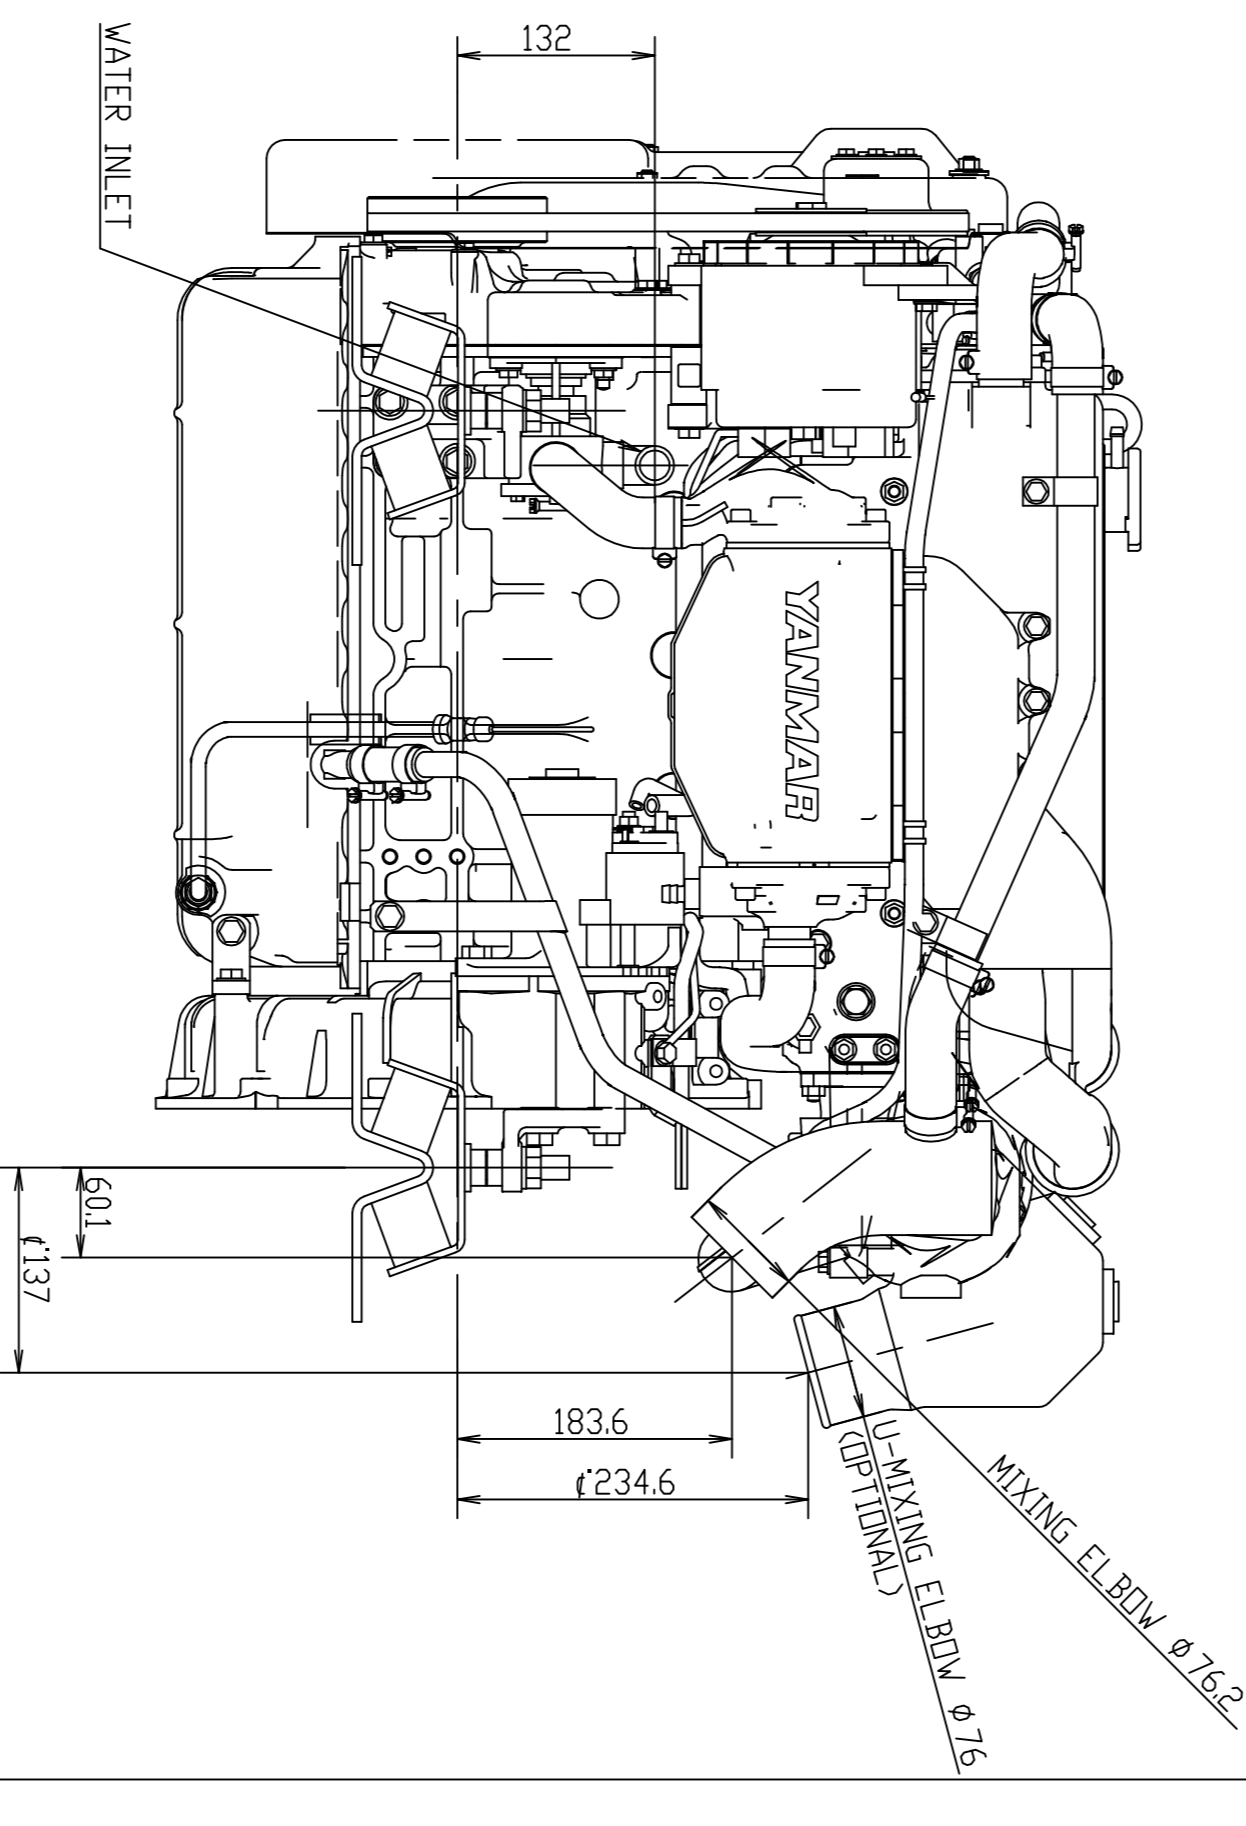 132
WATER INLET
YANMAR
60.1
137
183.6
234.6
U-MIXING ELBOW ø76
(OPTIONAL)
MIXING ELBOW ø76.2